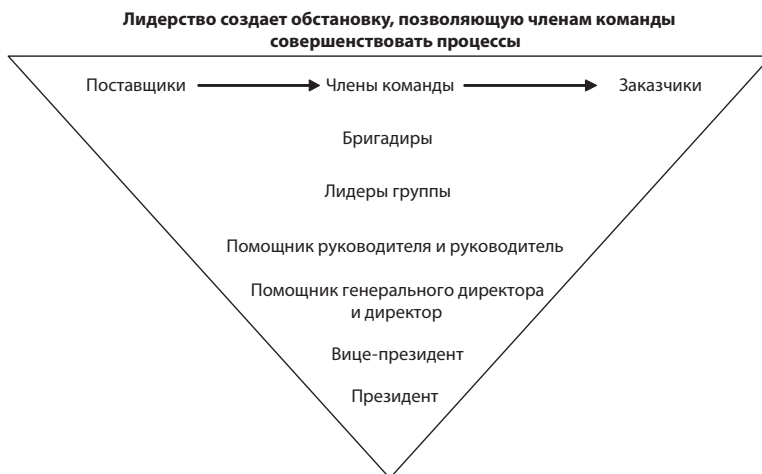 Лидерство создает обстановку, позволяющую членам команды
совершенствовать процессы
Поставщики Члены команды Заказчики
Бригадиры
Лидеры группы
Помощник руководителя и руководитель
Помощник генерального директора
и директор
Вице-президент
Президент